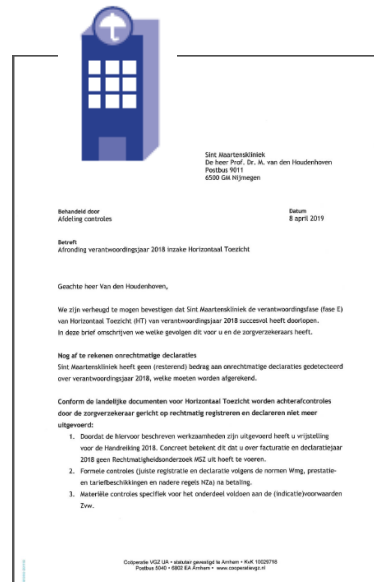 Sint Maartenskliniek
De heer Prof. Dr. M. van den Houdenhoven
Postbus 9011
6500 GM Nijmegen
Behandeld door
Afdeling controles
Datum
8 april 2019
Betreft
Afronding verantwoordingsjaar 2018 inzake Horizontaal Toezicht
Geachte heer Van den Houdenhoven,
We zijn verheugd te mogen bevestigen dat Sint Maartenskliniek de verantwoordingsfase (fase E)
van Horizontaal Toezicht (HT) van verantwoordingsjaar 2018 succesvol heeft doorlopen.
In deze brief omschrijven we welke gevolgen dit voor u en de zorgverzekeraars heeft.
Nog af te rekenen onrechtmatige declaraties
Sint Maartenskliniek heeft geen (resterend) bedrag aan onrechtmatige declaraties gedetecteerd
over verantwoordingsjaar 2018, welke moeten worden afgerekend.
Conform de landelijke documenten voor Horizontaal Toezicht worden achterafcontroles
door de zorgverzekeraar gericht op rechtmatig registreren en declareren niet meer
uitgevoerd:
1. Doordat de hiervoor beschreven werkzaamheden zijn uitgevoerd heeft u vrijstelling
voor de Handreiking 2018. Concreet betekent dit dat u over facturatie en declaratiejaar
2018 geen Rechtmatigheidsonderzoek MSZ uit hoeft te voeren.
2. Formele controles (juiste registratie en declaratie volgens de normen Wmg, prestatie-
en tariefbeschikkingen en nadere regels NZa) na betaling.
3. Materiële controles specifiek voor het onderdeel voldoen aan de (indicatie)voorwaarden
Zvw.
Coöperatie VGZ UA • statutair gevestigd te Arnhem • KvK 10025718
Postbus 5040 • 6802 EA Arnhem • www.cooperatievgz.nl